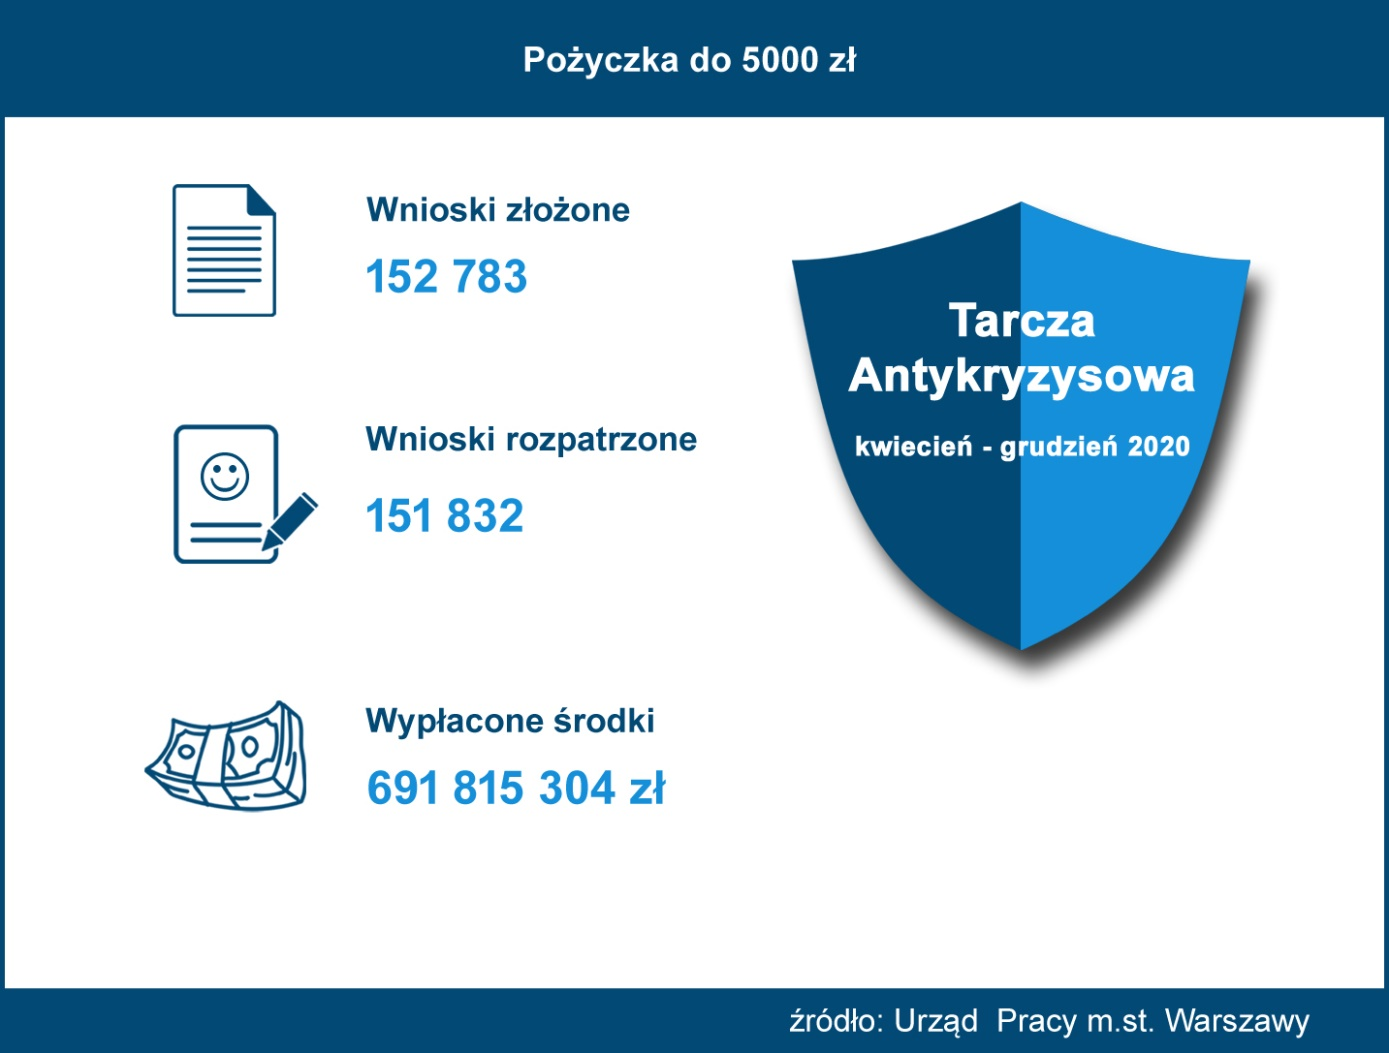 Pożyczka do 5000 zł
Wnioski złożone
152 783
Wnioski rozpatrzone
151 832
Wypłacone środki
691 815 304 zł
Tarcza
Antykryzysowa
kwiecień - grudzień 2020
źródło: Urząd  Pracy m.st. Warszawy